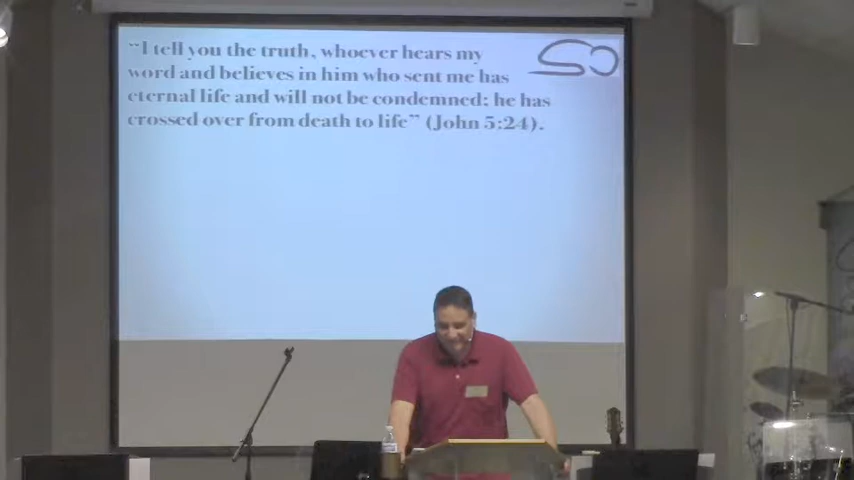 “I tell you the truth, whoever hears my
word and believes in him who sent me has
eternal life and will not be condemned: he has
crossed over from death to life” (John 5:24).